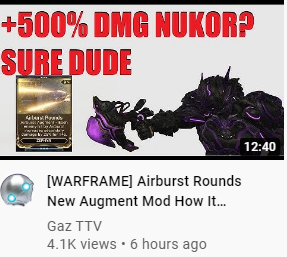 +500% DMG NUKOR?
SURE DUDE
Airburst Rounds
12:40
[WARFRAME] Airburst Rounds
New Augment Mod How It...
Gaz TTV
4.1K views • 6 hours ago